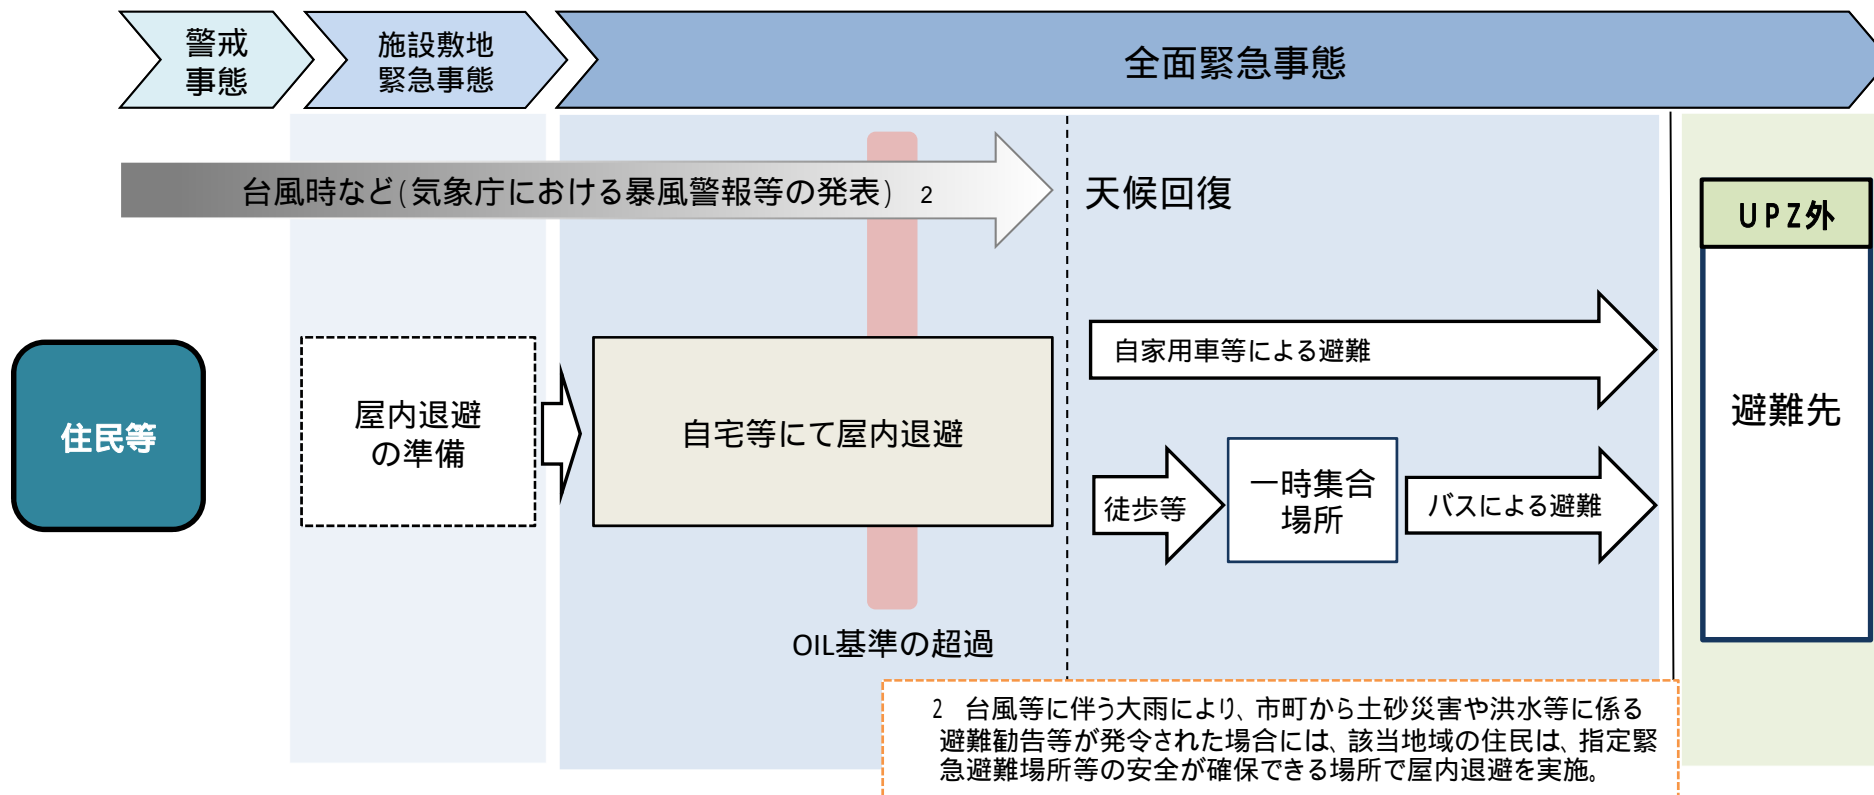 警戒
事態
施設敷地
緊急事態
全面緊急事態
台風時など(気象庁における暴風警報等の発表) 2
天候回復
UPZ外
住民等
屋内退避
の準備
自宅等にて屋内退避
自家用車等による避難
徒歩等
一時集合
場所
バスによる避難
避難先
OIL基準の超過
2 台風等に伴う大雨により、市町から土砂災害や洪水等に係る
避難勧告等が発令された場合には、該当地域の住民は、指定緊
急避難場所等の安全が確保できる場所で屋内退避を実施。